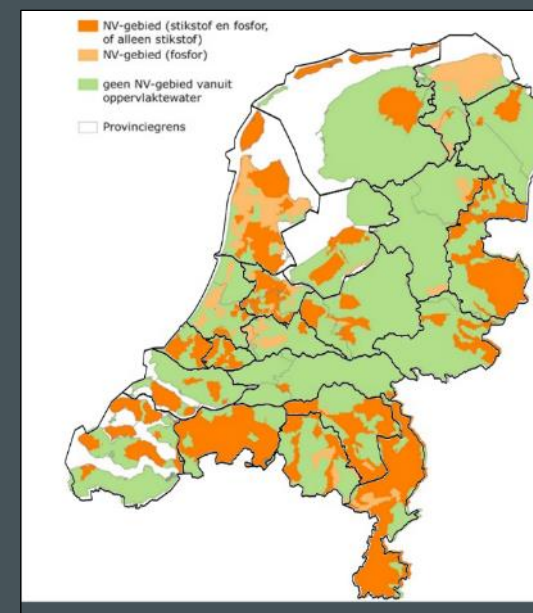 NV-gebied (stikstof en fosfor,
of alleen stikstof)
NV-gebied (fosfor)
geen NV-gebied vanuit
oppervlaktewater
Provinciegrens